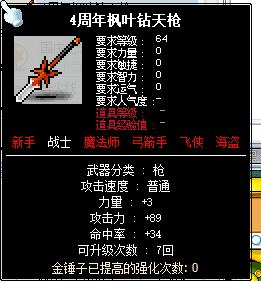 4周年枫叶钻天枪
要求等级: 64
要求力量: 0
要求敏捷: 0
要求智力: 0
要求运气: 0
要求人气度: -
道具等级: -
道具经验值: -
新手 战士 魔法师 弓箭手 飞侠 海盗
武器分类: 枪
攻击速度: 普通
力量: +3
攻击力: +89
命中率: +34
可升级次数: 7回
金锤子已提高的强化次数: 0